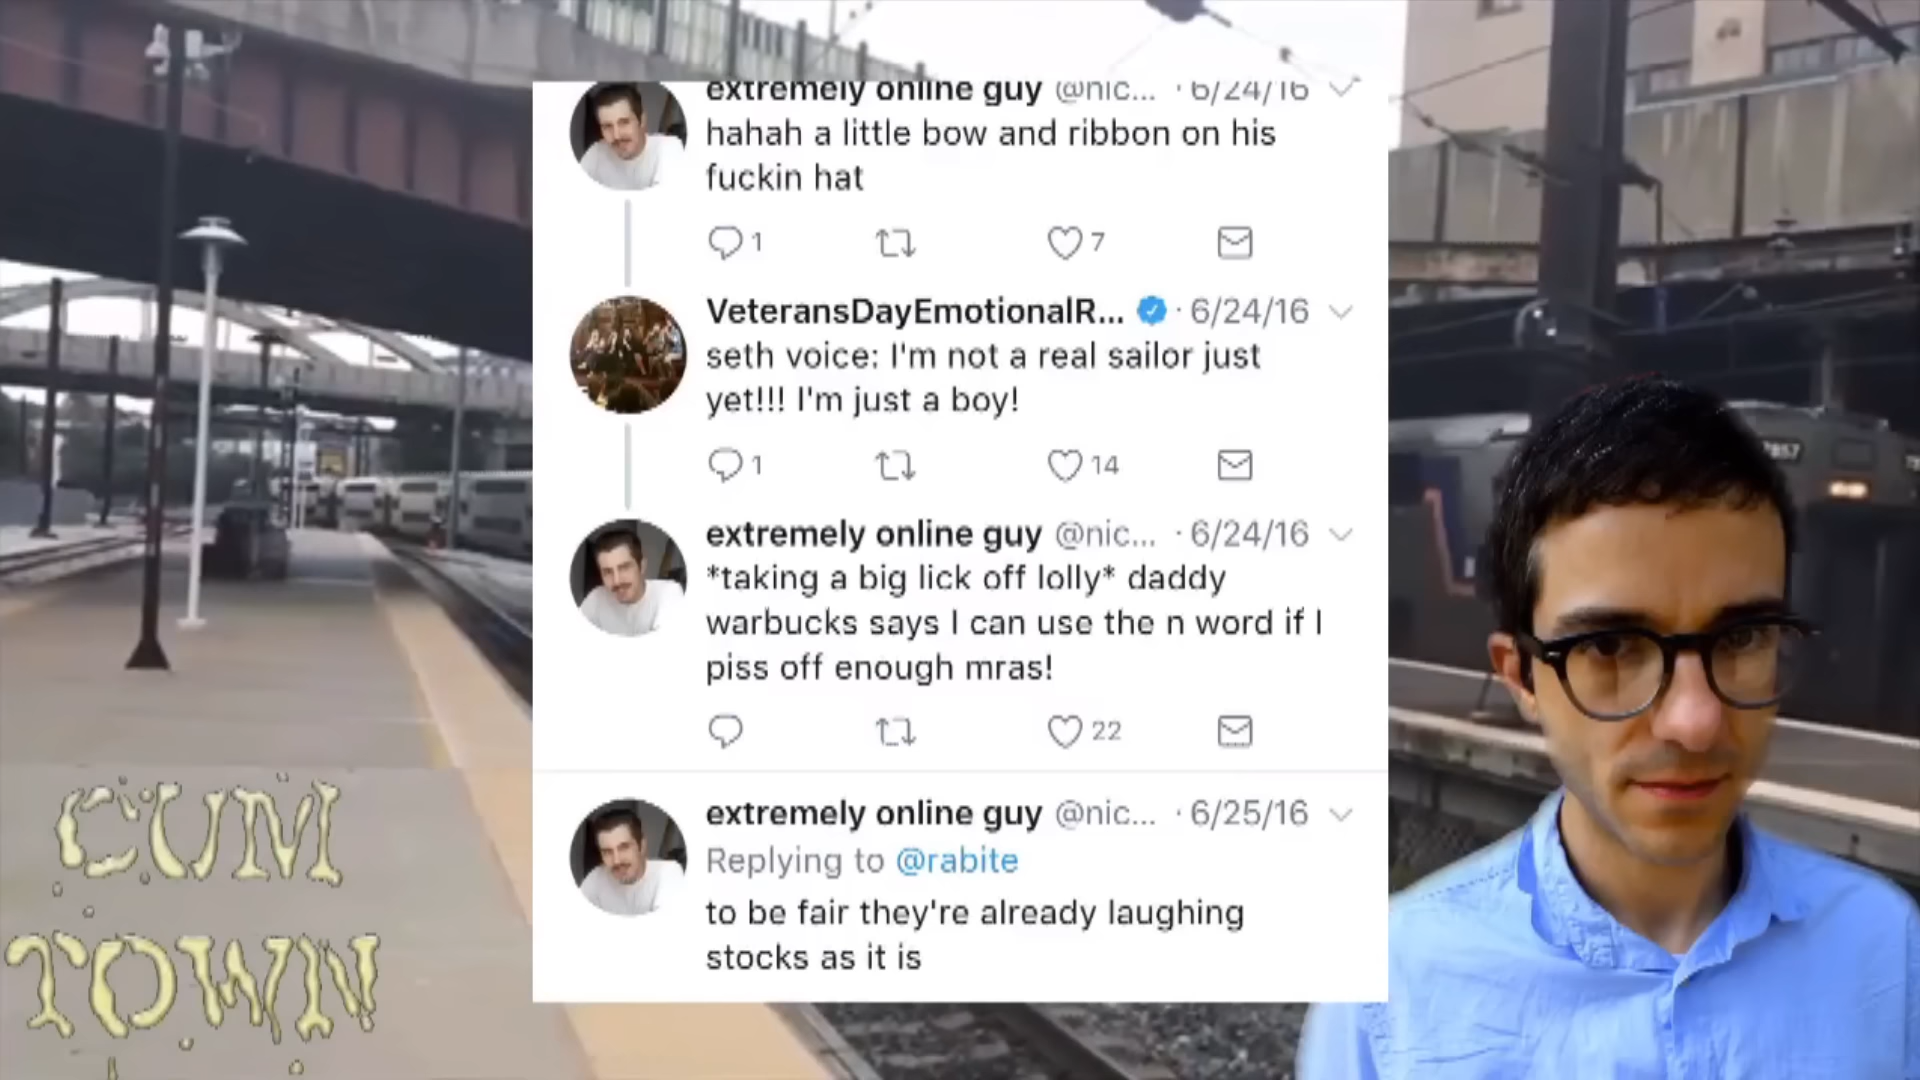 extremely online guy @nic... · 6/24/16
hahah a little bow and ribbon on his
fuckin hat
1 7
VeteransDayEmotionalR... · 6/24/16
seth voice: I'm not a real sailor just
yet!!! I'm just a boy!
1 14
extremely online guy @nic... · 6/24/16
*taking a big lick off lolly* daddy
warbucks says I can use the n word if I
piss off enough mras!
22
extremely online guy @nic... · 6/25/16
Replying to @rabite
to be fair they're already laughing
stocks as it is
CUM
TOWN